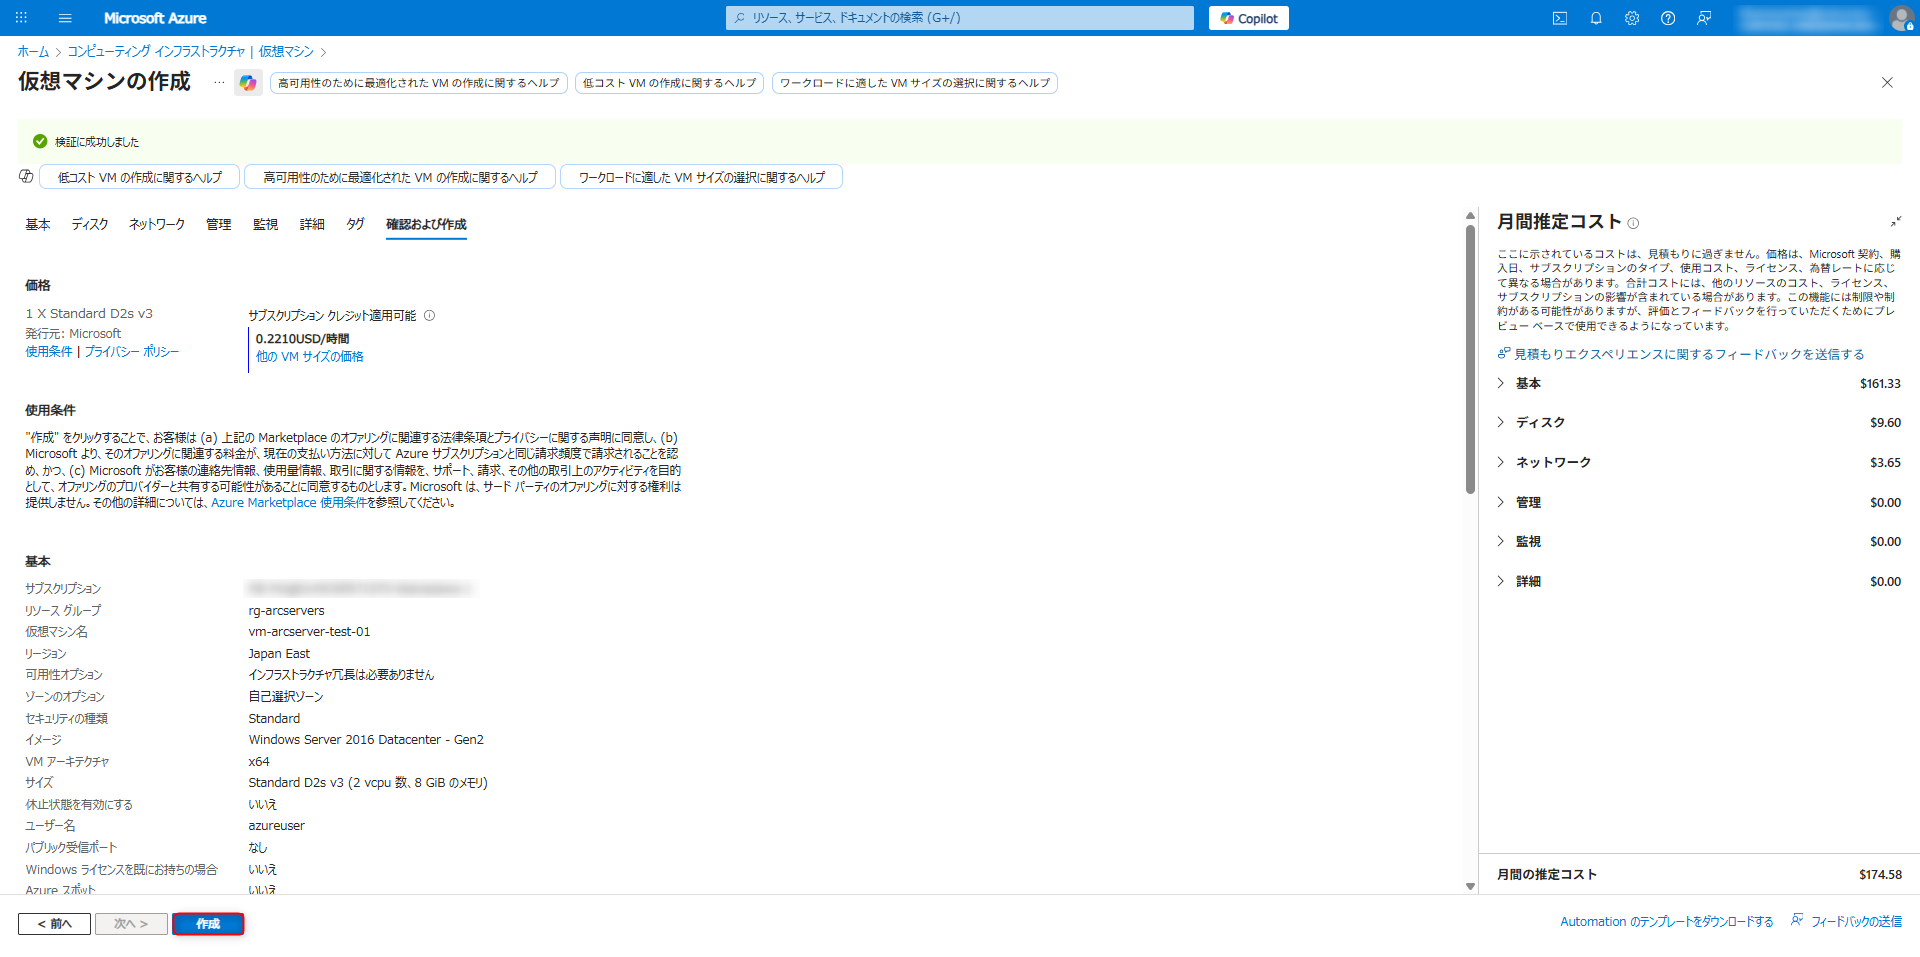 Microsoft Azure
リソース、サービス、ドキュメントの検索 (G+/)
Copilot
ホーム > コンピューティング インフラストラクチャ | 仮想マシン >
仮想マシンの作成 ...
高可用性のために最適化された VM の作成に関するヘルプ
低コスト VM の作成に関するヘルプ
ワークロードに適した VM サイズの選択に関するヘルプ
検証に成功しました
低コスト VM の作成に関するヘルプ
高可用性のために最適化された VM の作成に関するヘルプ
ワークロードに適した VM サイズの選択に関するヘルプ
基本 ディスク ネットワーク 管理 監視 詳細 タグ 確認および作成
価格
1 X Standard D2s v3
発行元: Microsoft
使用条件 | プライバシー ポリシー
サブスクリプション クレジット適用可能
0.2210USD/時間
他の VM サイズの価格
使用条件
"作成" をクリックすることで、お客様は (a) 上記の Marketplace のオファリングに関連する法律条項とプライバシーに関する声明に同意し、(b)
Microsoft より、そのオファリングに関連する料金が、現在の支払い方法に対して Azure サブスクリプションと同じ請求頻度で請求されることを認
め、かつ、(c) Microsoft がお客様の連絡先情報、使用量情報、取引に関する情報を、サポート、請求、その他の取引上のアクティビティを目的
として、オファリングのプロバイダーと共有する可能性があることに同意するものとします。Microsoft は、サード パーティのオファリングに対する権利は
提供しません。その他の詳細については、Azure Marketplace 使用条件を参照してください。
基本
サブスクリプション
リソース グループ rg-arcservers
仮想マシン名 vm-arcserver-test-01
リージョン Japan East
可用性オプション インフラストラクチャ冗長は必要ありません
ゾーンのオプション 自己選択ゾーン
セキュリティの種類 Standard
イメージ Windows Server 2016 Datacenter - Gen2
VM アーキテクチャ x64
サイズ Standard D2s v3 (2 vcpu 数、8 GiB のメモリ)
休止状態を有効にする いいえ
ユーザー名 azureuser
パブリック受信ポート なし
Windows ライセンスを既にお持ちの場合 いいえ
Azure スポット いいえ
月間推定コスト
ここに示されているコストは、見積もりに過ぎません。価格は、Microsoft 契約、購
入日、サブスクリプションのタイプ、使用コスト、ライセンス、為替レートに応じ
て異なる場合があります。合計コストには、他のリソースのコスト、ライセンス、
サブスクリプションの影響が含まれている場合があります。この機能には制限や制
約がある可能性がありますが、評価とフィードバックを行っていただくためにプレ
ビュー ベースで使用できるようになっています。
見積もりエクスペリエンスに関するフィードバックを送信する
基本 $161.33
ディスク $9.60
ネットワーク $3.65
管理 $0.00
監視 $0.00
詳細 $0.00
月間の推定コスト $174.58
< 前へ
次へ >
作成
Automation のテンプレートをダウンロードする
フィードバックの送信